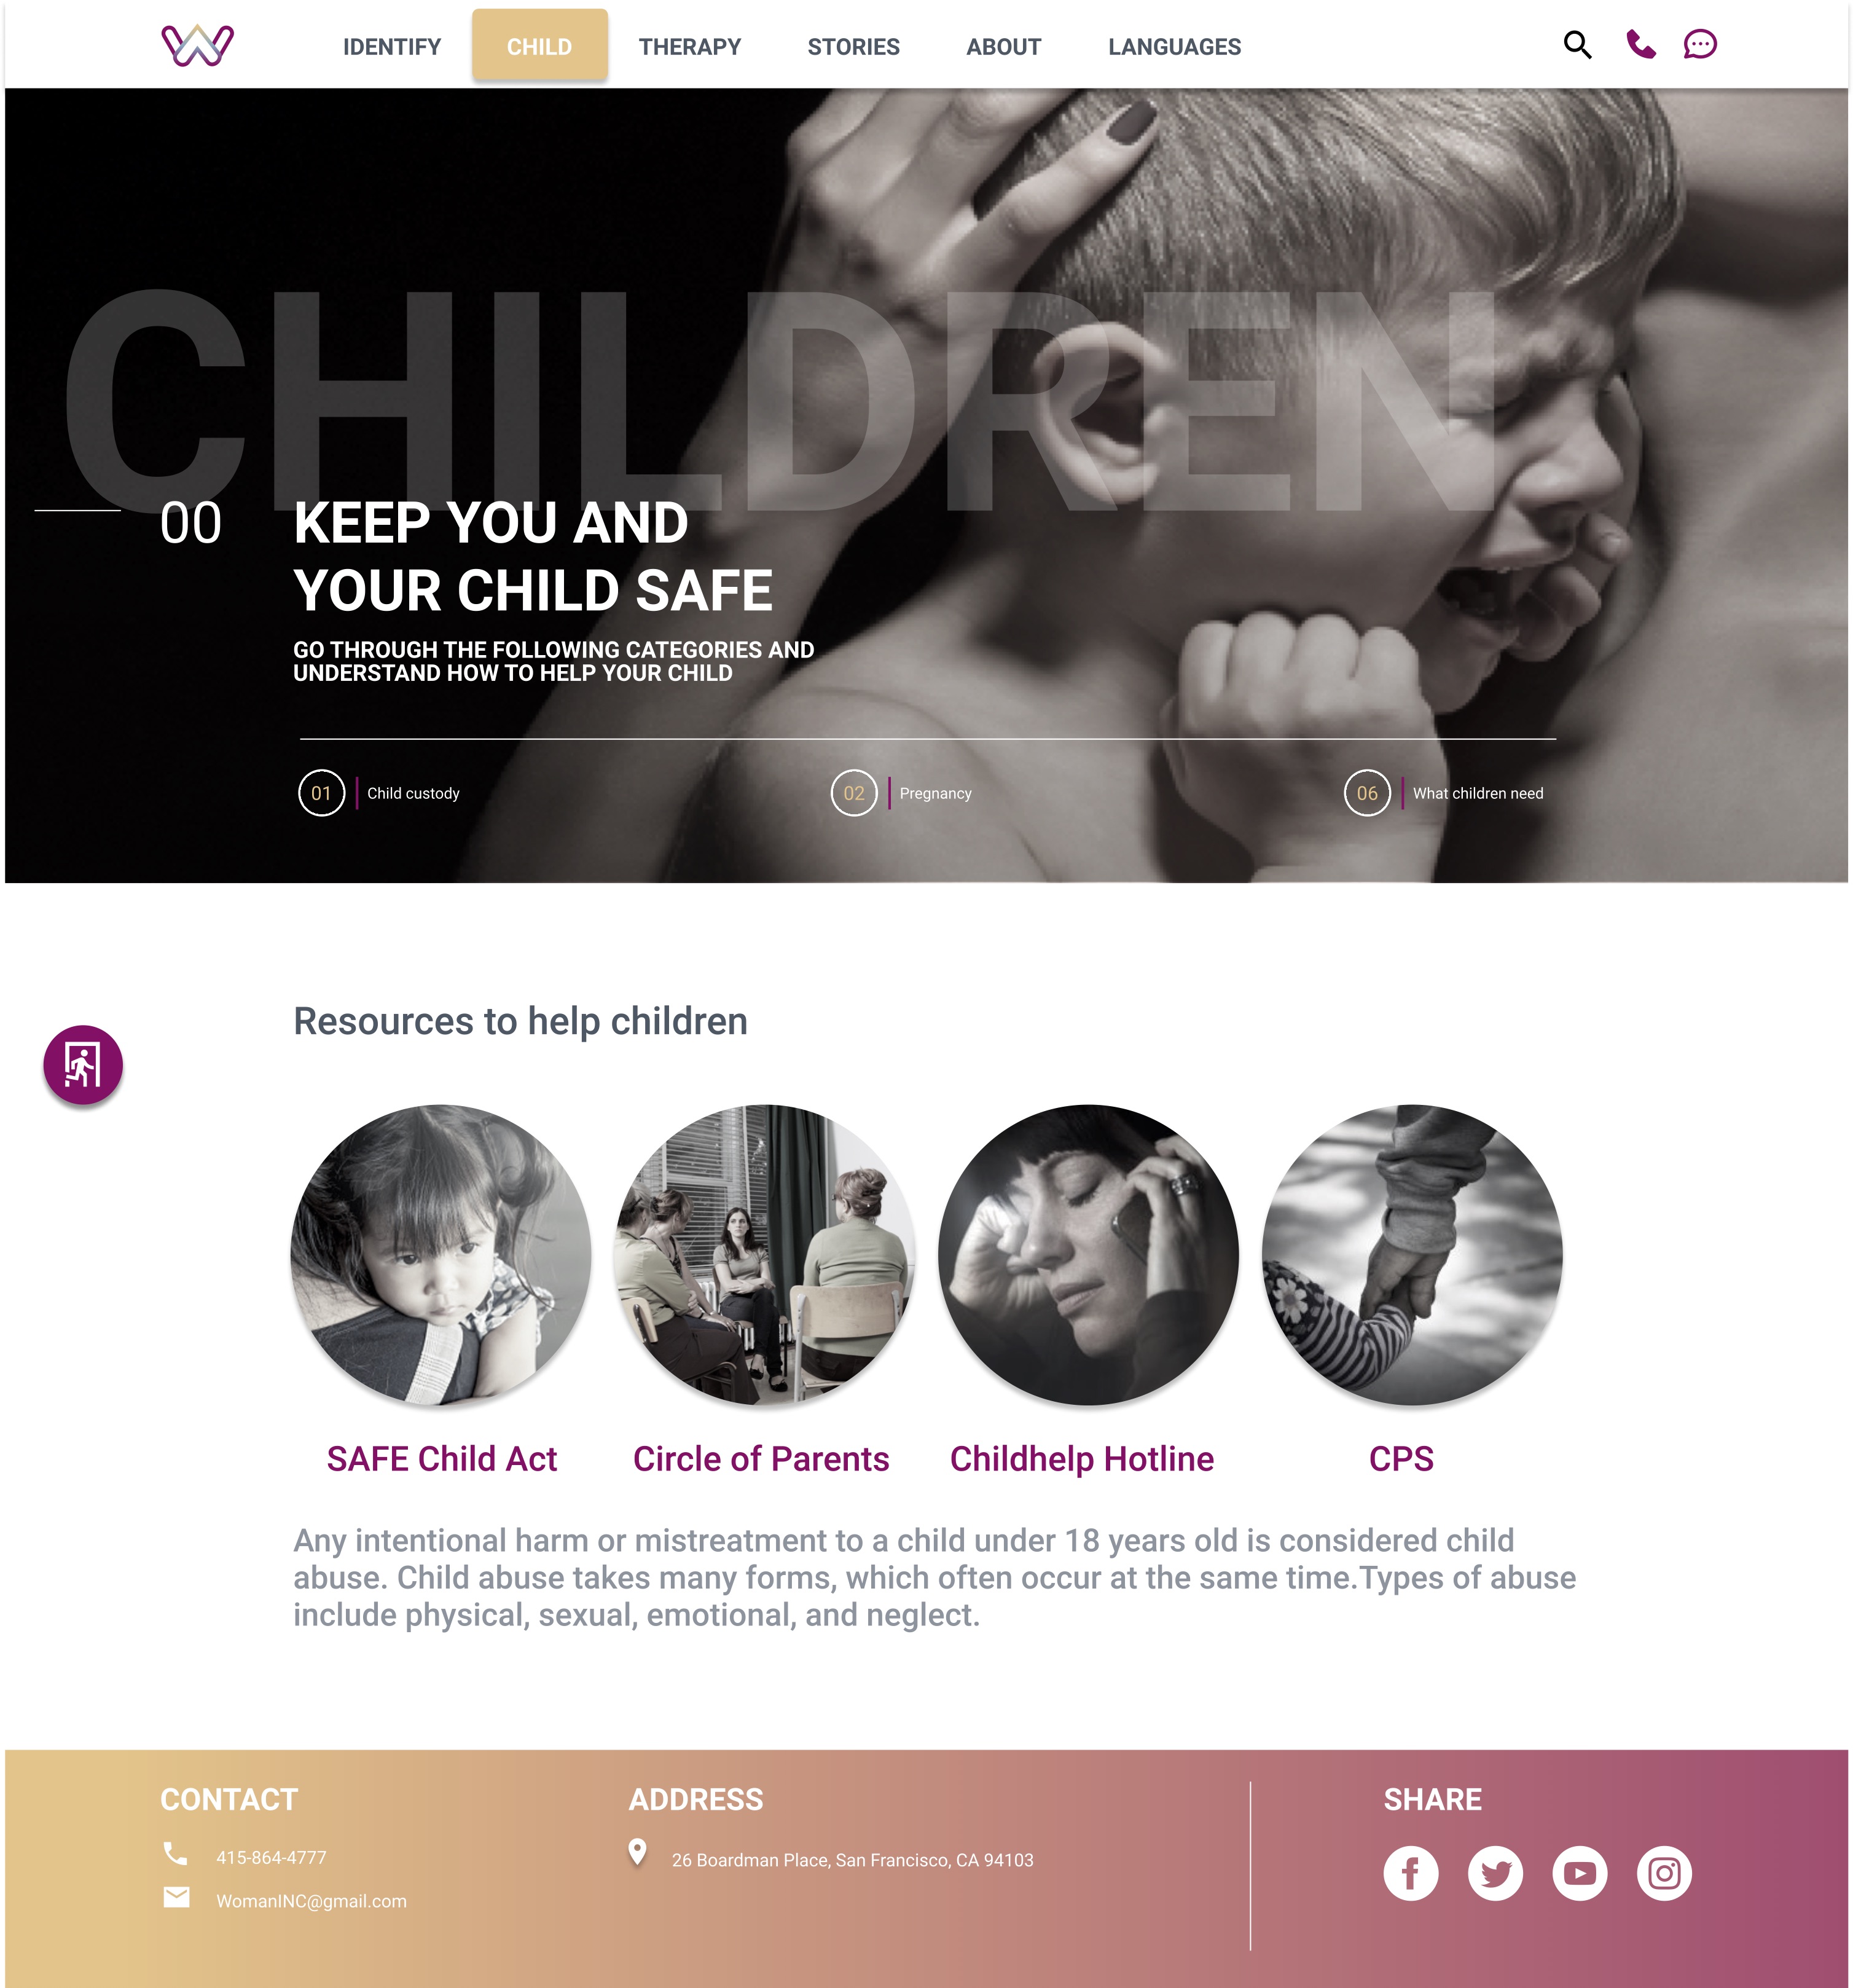 IDENTIFY CHILD THERAPY STORIES ABOUT LANGUAGES
CHILDREN
00
KEEP YOU AND
YOUR CHILD SAFE
GO THROUGH THE FOLLOWING CATEGORIES AND
UNDERSTAND HOW TO HELP YOUR CHILD
01 Child custody
02 Pregnancy
06 What children need
Resources to help children
SAFE Child Act
Circle of Parents
Childhelp Hotline
CPS
Any intentional harm or mistreatment to a child under 18 years old is considered child
abuse. Child abuse takes many forms, which often occur at the same time.Types of abuse
include physical, sexual, emotional, and neglect.
CONTACT
415-864-4777
WomanINC@gmail.com
ADDRESS
26 Boardman Place, San Francisco, CA 94103
SHARE